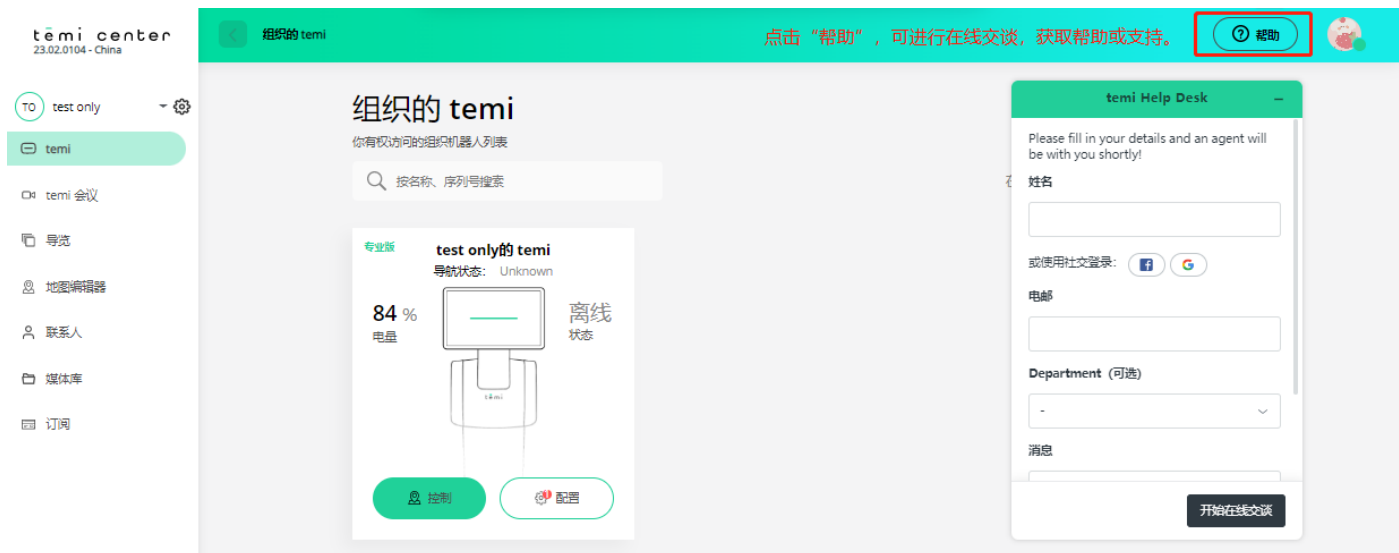 tēmi center
23.02.0104 - China
组织的 temi
点击“帮助”，可进行在线交谈，获取帮助或支持。
帮助
TO test only
temi
temi 会议
导览
地图编辑器
联系人
媒体库
订阅
组织的 temi
你有权访问的组织机器人列表
按名称、序列号搜索
专业版
test only的 temi
导航状态： Unknown
84 %
电量
离线
状态
tēmi
控制
配置
temi Help Desk
Please fill in your details and an agent will
be with you shortly!
姓名
或使用社交登录:
电邮
Department (可选)
-
消息
开始在线交谈